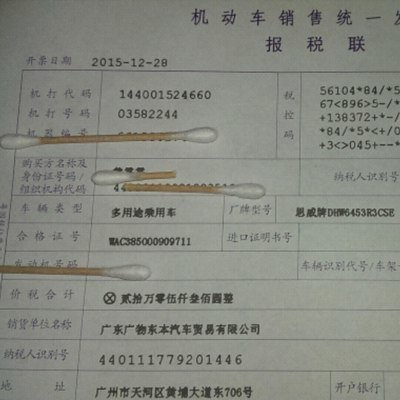 机动车销售统一发
报税联
开票日期 2015-12-28
机打代码 144001524660 税控码 56104*84/*5
机打号码 03582244 67<896>5-/*
机器编号 +138372+*-/
*84/*5*<+/0
+3<>045+--*
购买方名称及
身份证号码/
组织机构代码 纳税人识别号
车辆类型 多用途乘用车 厂牌型号 思威牌DHW6453R3CSE
合格证号 WAC385000909711 进口证明书号
发动机号码 车辆识别代号/车架
价税合计 ⊗贰拾万零伍仟叁佰圆整
销货单位名称 广东广物东本汽车贸易有限公司
纳税人识别号 440111779201446
地址 广州市天河区黄埔大道东706号 开户银行